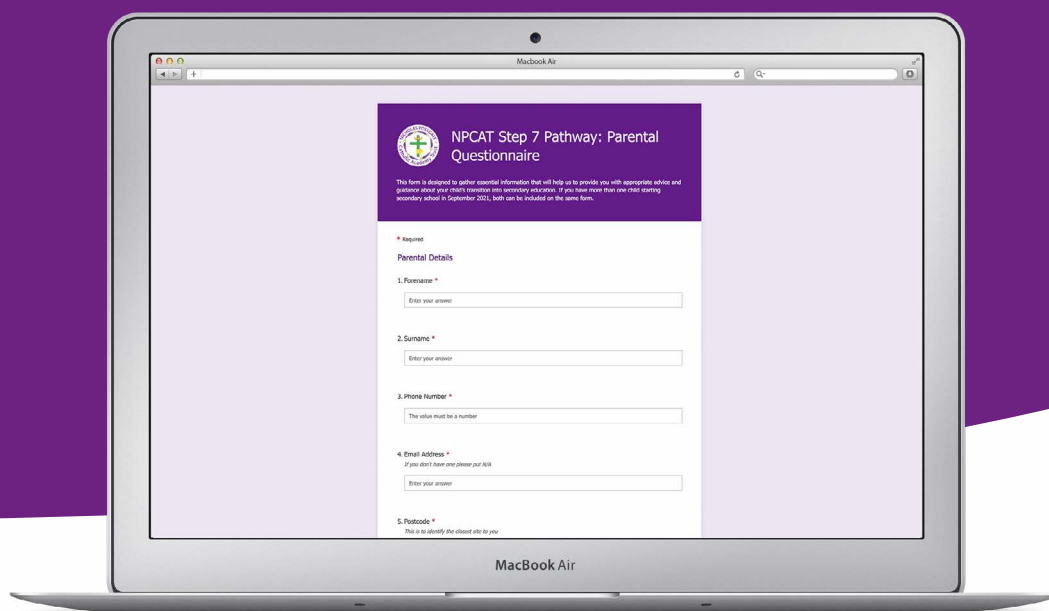 Macbook Air
NPCAT Step 7 Pathway: Parental
Questionnaire
This form is designed to gather essential information that will help us to provide you with appropriate advice and
guidance about your child's transition into secondary education. If you have more than one child starting
secondary school in September 2021, both can be included on the same form.
* Required
Parental Details
1. Forename *
Enter your answer
2. Surname *
Enter your answer
3. Phone Number *
The value must be a number
4. Email Address *
If you don't have one please put N/A
Enter your answer
5. Postcode *
This is to identify the closest site to you
MacBook Air